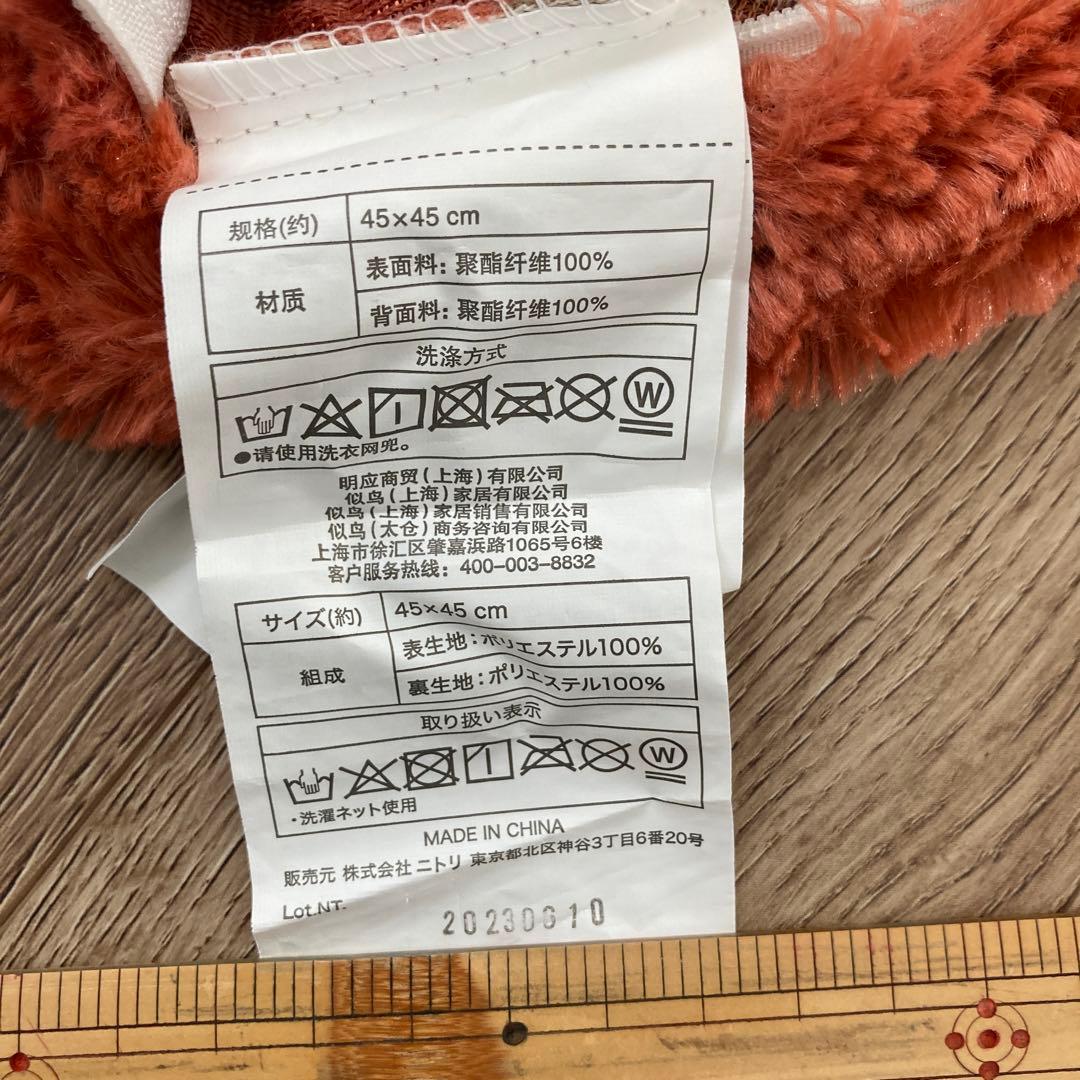 规格(约) 45×45 cm
材质
表面料: 聚酯纤维100%
背面料: 聚酯纤维100%
洗涤方式
W
●请使用洗衣网兜。
明应商贸(上海)有限公司
似鸟(上海)家居有限公司
似鸟(上海)家居销售有限公司
似鸟(太仓)商务咨询有限公司
上海市徐汇区肇嘉浜路1065号6楼
客户服务热线: 400-003-8832
サイズ(約) 45×45 cm
組成
表生地:ポリエステル100%
裏生地:ポリエステル100%
取り扱い表示
W
・洗濯ネット使用
MADE IN CHINA
販売元 株式会社 ニトリ 東京都北区神谷3丁目6番20号
Lot.NT.
20230610